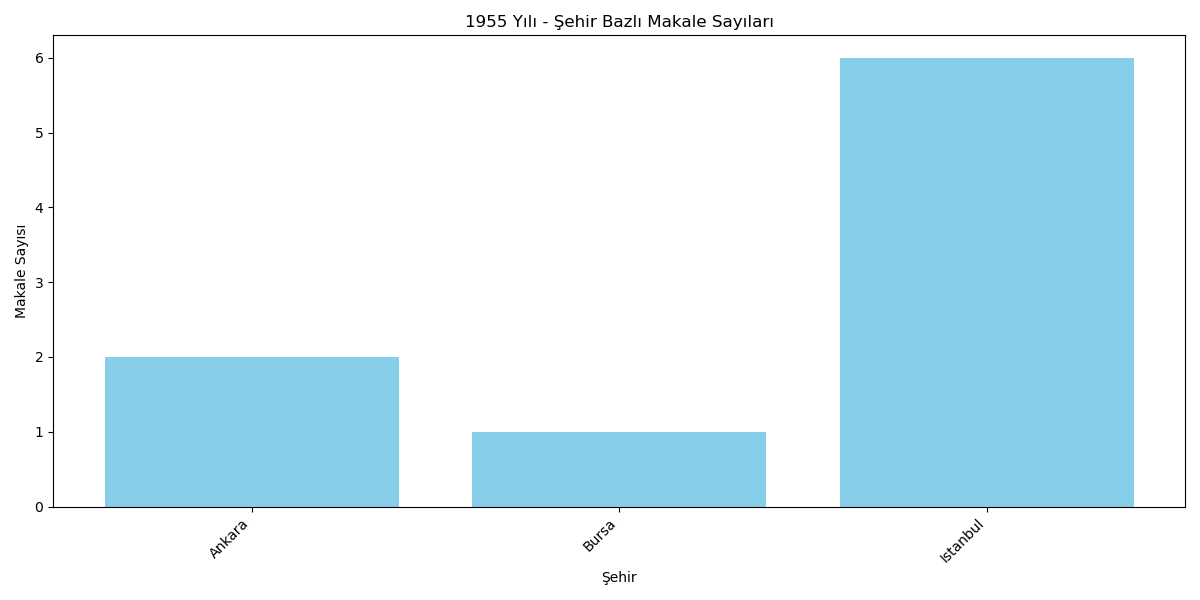 1955 Yılı - Şehir Bazlı Makale Sayıları
Makale Sayısı
6
5
4
3
2
1
0
Ankara
Bursa
Istanbul
Şehir